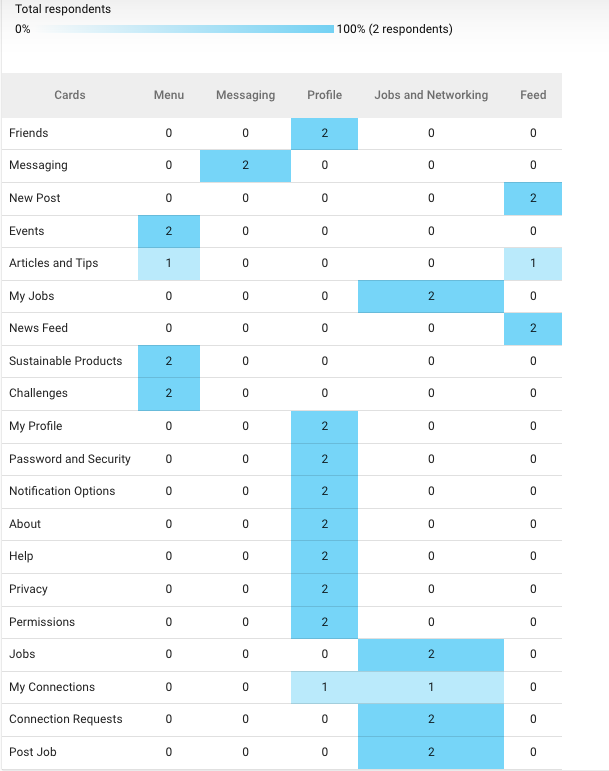 Total respondents
0% 100% (2 respondents)
Cards Menu Messaging Profile Jobs and Networking Feed
Friends 0 0 2 0 0
Messaging 0 2 0 0 0
New Post 0 0 0 0 2
Events 2 0 0 0 0
Articles and Tips 1 0 0 0 1
My Jobs 0 0 0 2 0
News Feed 0 0 0 0 2
Sustainable Products 2 0 0 0 0
Challenges 2 0 0 0 0
My Profile 0 0 2 0 0
Password and Security 0 0 2 0 0
Notification Options 0 0 2 0 0
About 0 0 2 0 0
Help 0 0 2 0 0
Privacy 0 0 2 0 0
Permissions 0 0 2 0 0
Jobs 0 0 0 2 0
My Connections 0 0 1 1 0
Connection Requests 0 0 0 2 0
Post Job 0 0 0 2 0